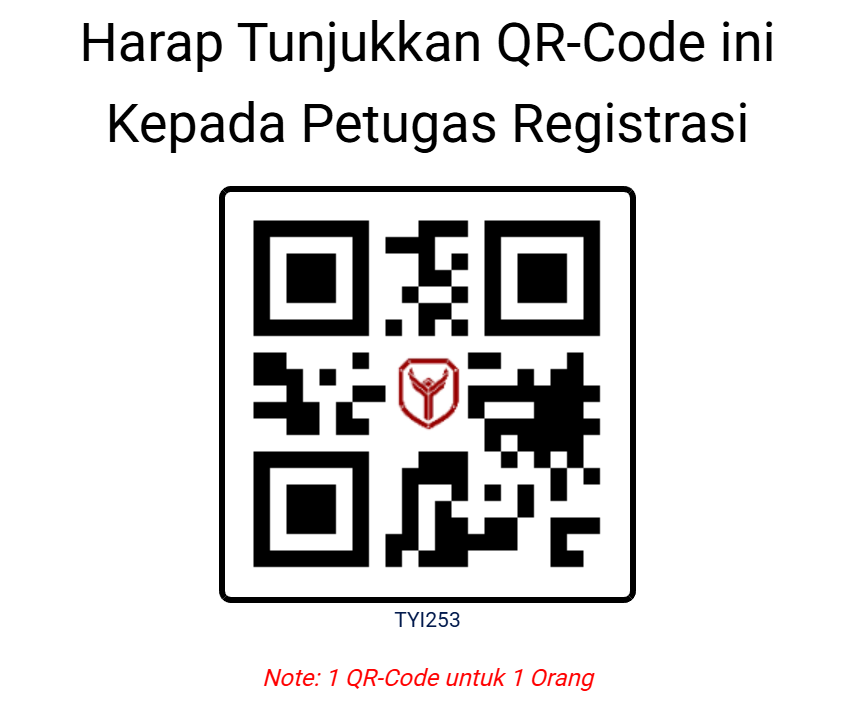 Harap Tunjukkan QR-Code ini
Kepada Petugas Registrasi
TYI253
Note: 1 QR-Code untuk 1 Orang